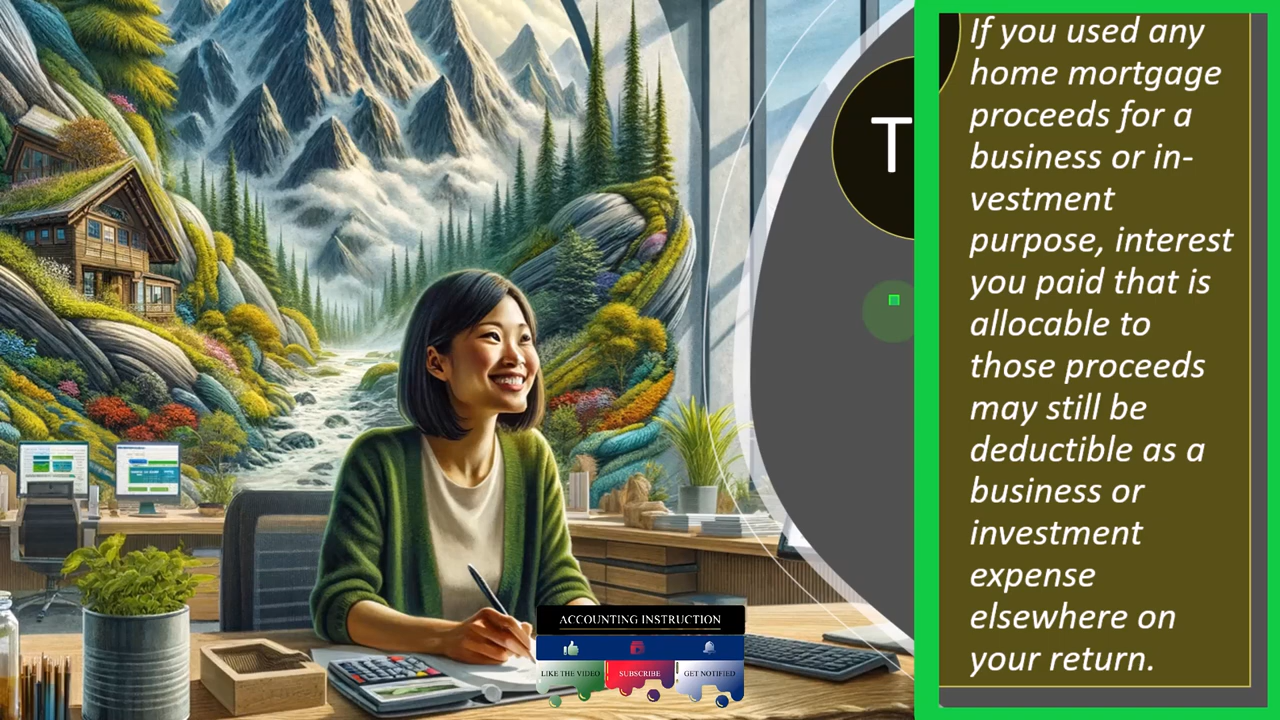 T
If you used any
home mortgage
proceeds for a
business or in-
vestment
purpose, interest
you paid that is
allocable to
those proceeds
may still be
deductible as a
business or
investment
expense
elsewhere on
your return.
ACCOUNTING INSTRUCTION
LIKE THE VIDEO
SUBSCRIBE
GET NOTIFIED